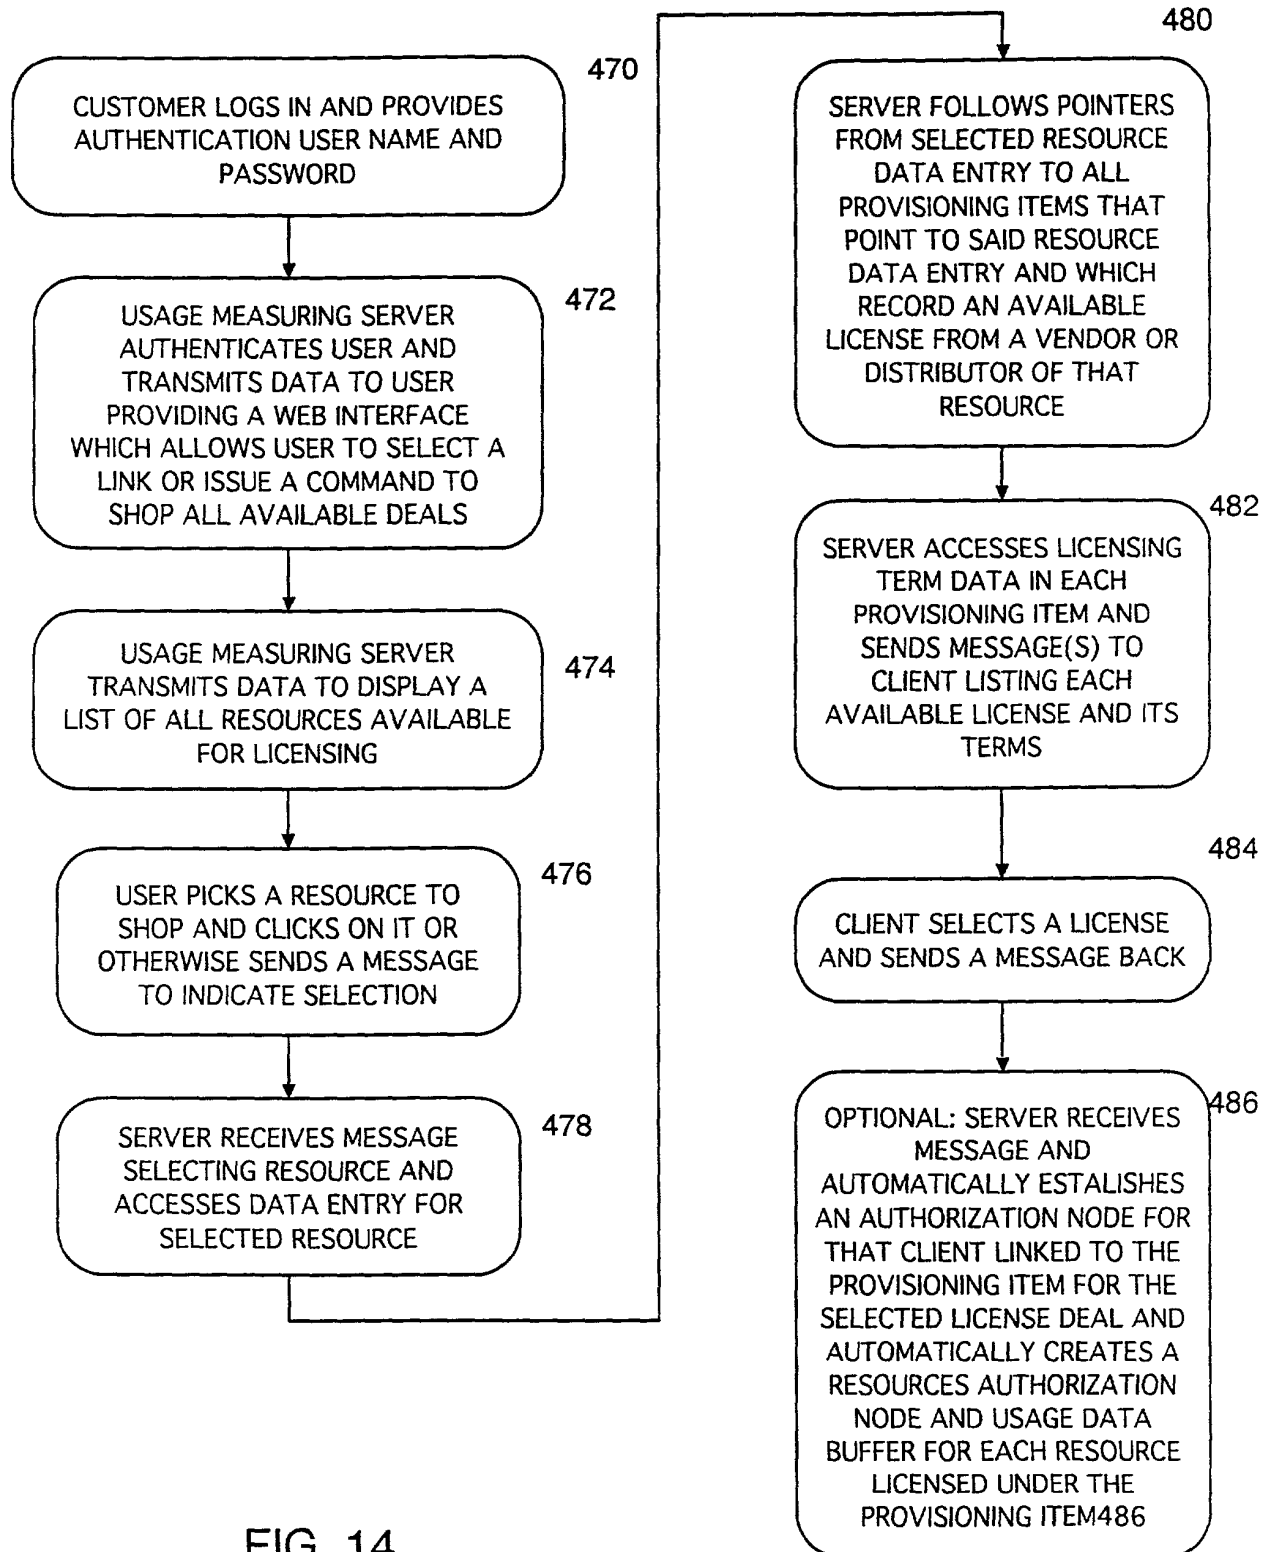 470
CUSTOMER LOGS IN AND PROVIDES
AUTHENTICATION USER NAME AND
PASSWORD
472
USAGE MEASURING SERVER
AUTHENTICATES USER AND
TRANSMITS DATA TO USER
PROVIDING A WEB INTERFACE
WHICH ALLOWS USER TO SELECT A
LINK OR ISSUE A COMMAND TO
SHOP ALL AVAILABLE DEALS
474
USAGE MEASURING SERVER
TRANSMITS DATA TO DISPLAY A
LIST OF ALL RESOURCES AVAILABLE
FOR LICENSING
476
USER PICKS A RESOURCE TO
SHOP AND CLICKS ON IT OR
OTHERWISE SENDS A MESSAGE
TO INDICATE SELECTION
478
SERVER RECEIVES MESSAGE
SELECTING RESOURCE AND
ACCESSES DATA ENTRY FOR
SELECTED RESOURCE
480
SERVER FOLLOWS POINTERS
FROM SELECTED RESOURCE
DATA ENTRY TO ALL
PROVISIONING ITEMS THAT
POINT TO SAID RESOURCE
DATA ENTRY AND WHICH
RECORD AN AVAILABLE
LICENSE FROM A VENDOR OR
DISTRIBUTOR OF THAT
RESOURCE
482
SERVER ACCESSES LICENSING
TERM DATA IN EACH
PROVISIONING ITEM AND
SENDS MESSAGE(S) TO
CLIENT LISTING EACH
AVAILABLE LICENSE AND ITS
TERMS
484
CLIENT SELECTS A LICENSE
AND SENDS A MESSAGE BACK
486
OPTIONAL: SERVER RECEIVES
MESSAGE AND
AUTOMATICALLY ESTALISHES
AN AUTHORIZATION NODE FOR
THAT CLIENT LINKED TO THE
PROVISIONING ITEM FOR THE
SELECTED LICENSE DEAL AND
AUTOMATICALLY CREATES A
RESOURCES AUTHORIZATION
NODE AND USAGE DATA
BUFFER FOR EACH RESOURCE
LICENSED UNDER THE
PROVISIONING ITEM486
FIG. 14